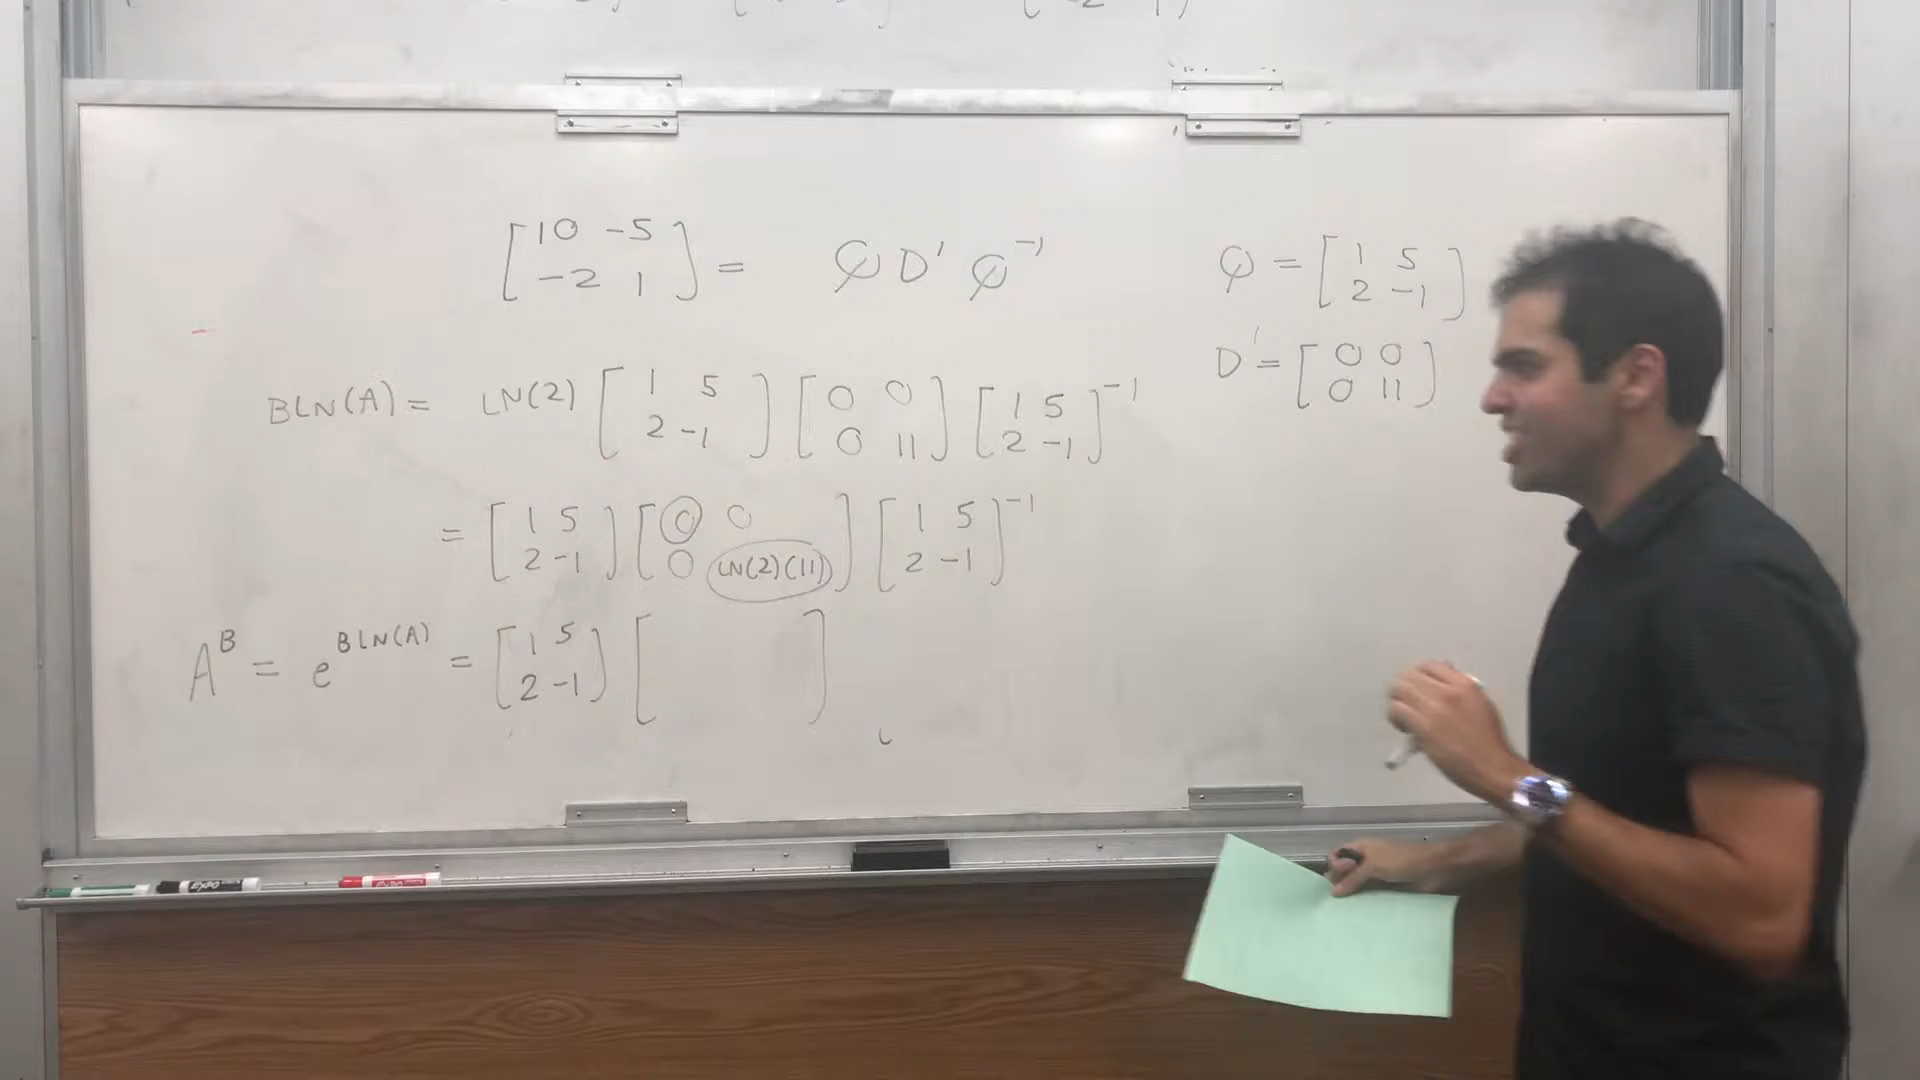 [10 -5
-2 1] = Q D' Q⁻¹
Q = [1 5
2 -1]
D' = [0 0
0 11]
BLN(A) = LN(2) [1 5
2 -1] [0 0
0 11] [1 5
2 -1]⁻¹
= [1 5
2 -1] [0 0
0 LN(2)(11)] [1 5
2 -1]⁻¹
A^B = e^BLN(A) = [1 5
2 -1] [ ]
EXPO